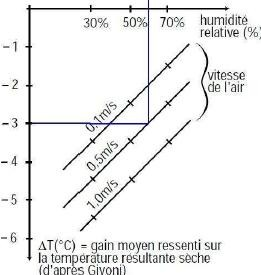 30% 50% 70% humidité
relative (%)
-1
vitesse
de l'air
-2
0.1m/s
-3
0.5m/s
-4
1.0m/s
-5
-6
ΔT(°C) = gain moyen ressenti sur
la température résultante sèche
(d'après Givoni)